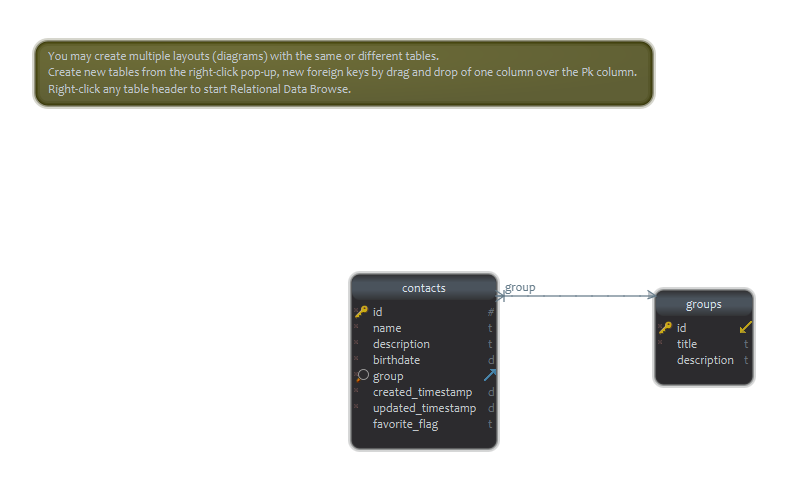 You may create multiple layouts (diagrams) with the same or different tables.
Create new tables from the right-click pop-up, new foreign keys by drag and drop of one column over the Pk column.
Right-click any table header to start Relational Data Browse.
contacts
id #
name t
description t
birthdate d
group
created_timestamp d
updated_timestamp d
favorite_flag t
group
groups
id
title t
description t